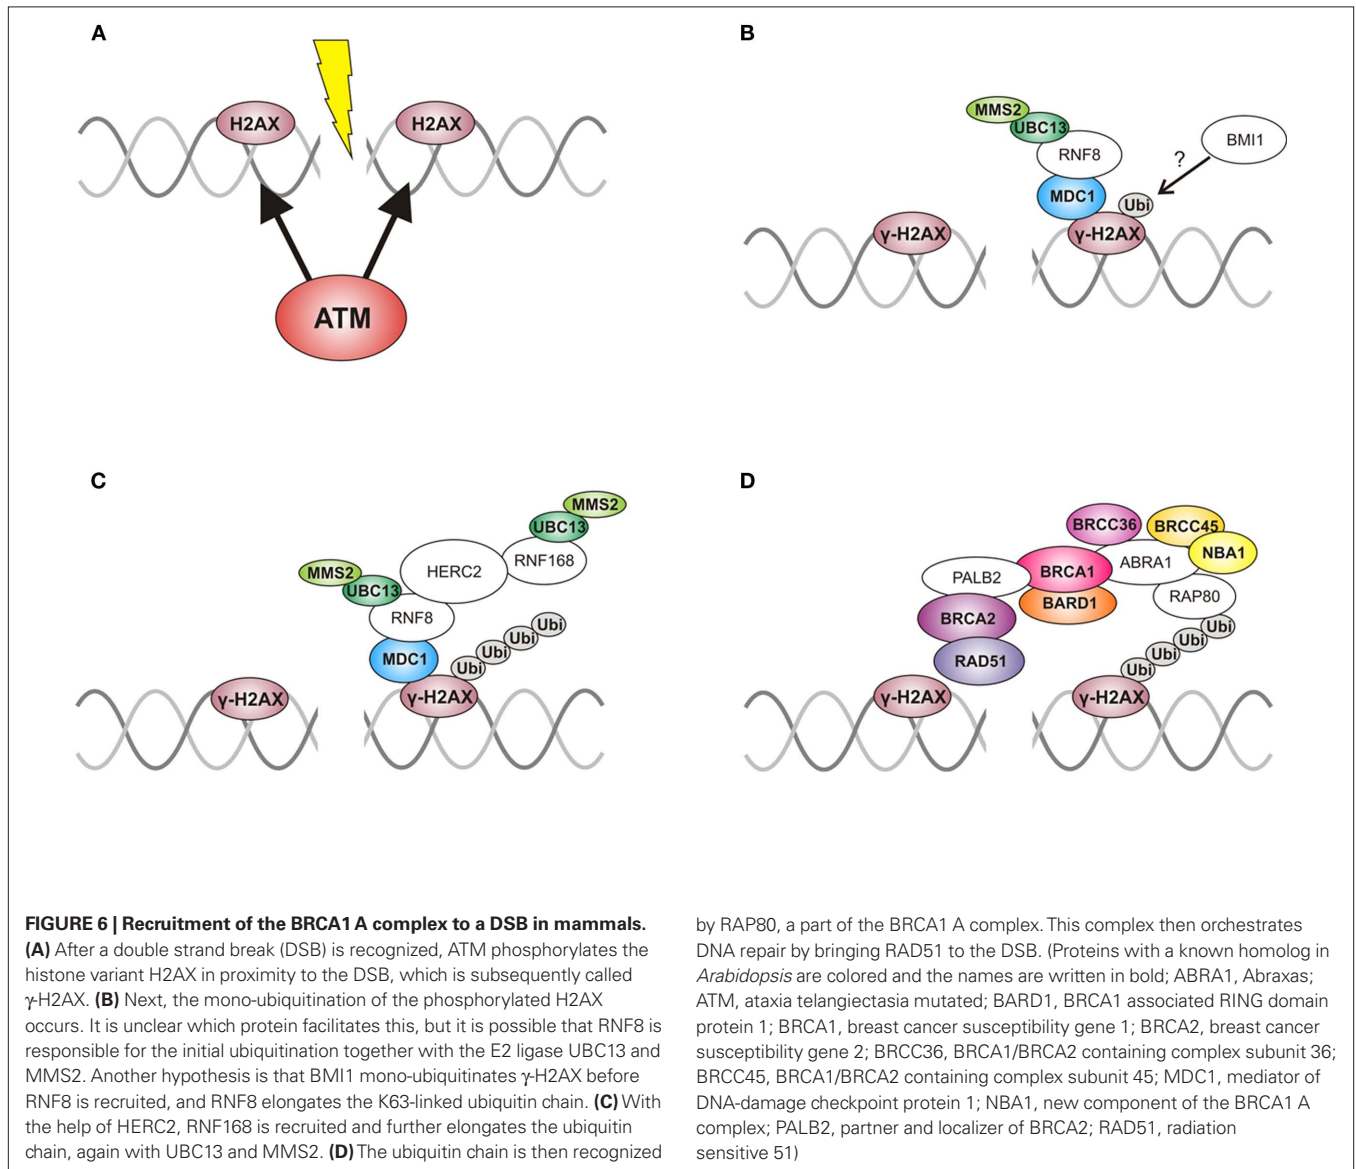 A
H2AX
H2AX
ATM
B
MMS2
UBC13
RNF8
BMI1
?
MDC1
Ubi
γ-H2AX
γ-H2AX
C
MMS2
UBC13
HERC2
RNF168
MMS2
UBC13
RNF8
MDC1
Ubi
Ubi
Ubi
Ubi
γ-H2AX
γ-H2AX
D
BRCC36
BRCC45
NBA1
ABRA1
PALB2
BRCA1
BARD1
RAP80
BRCA2
RAD51
Ubi
Ubi
Ubi
Ubi
γ-H2AX
γ-H2AX
FIGURE 6 | Recruitment of the BRCA1 A complex to a DSB in mammals.
(A) After a double strand break (DSB) is recognized, ATM phosphorylates the
histone variant H2AX in proximity to the DSB, which is subsequently called
γ-H2AX. (B) Next, the mono-ubiquitination of the phosphorylated H2AX
occurs. It is unclear which protein facilitates this, but it is possible that RNF8 is
responsible for the initial ubiquitination together with the E2 ligase UBC13 and
MMS2. Another hypothesis is that BMI1 mono-ubiquitinates γ-H2AX before
RNF8 is recruited, and RNF8 elongates the K63-linked ubiquitin chain. (C) With
the help of HERC2, RNF168 is recruited and further elongates the ubiquitin
chain, again with UBC13 and MMS2. (D) The ubiquitin chain is then recognized
by RAP80, a part of the BRCA1 A complex. This complex then orchestrates
DNA repair by bringing RAD51 to the DSB. (Proteins with a known homolog in
Arabidopsis are colored and the names are written in bold; ABRA1, Abraxas;
ATM, ataxia telangiectasia mutated; BARD1, BRCA1 associated RING domain
protein 1; BRCA1, breast cancer susceptibility gene 1; BRCA2, breast cancer
susceptibility gene 2; BRCC36, BRCA1/BRCA2 containing complex subunit 36;
BRCC45, BRCA1/BRCA2 containing complex subunit 45; MDC1, mediator of
DNA-damage checkpoint protein 1; NBA1, new component of the BRCA1 A
complex; PALB2, partner and localizer of BRCA2; RAD51, radiation
sensitive 51)